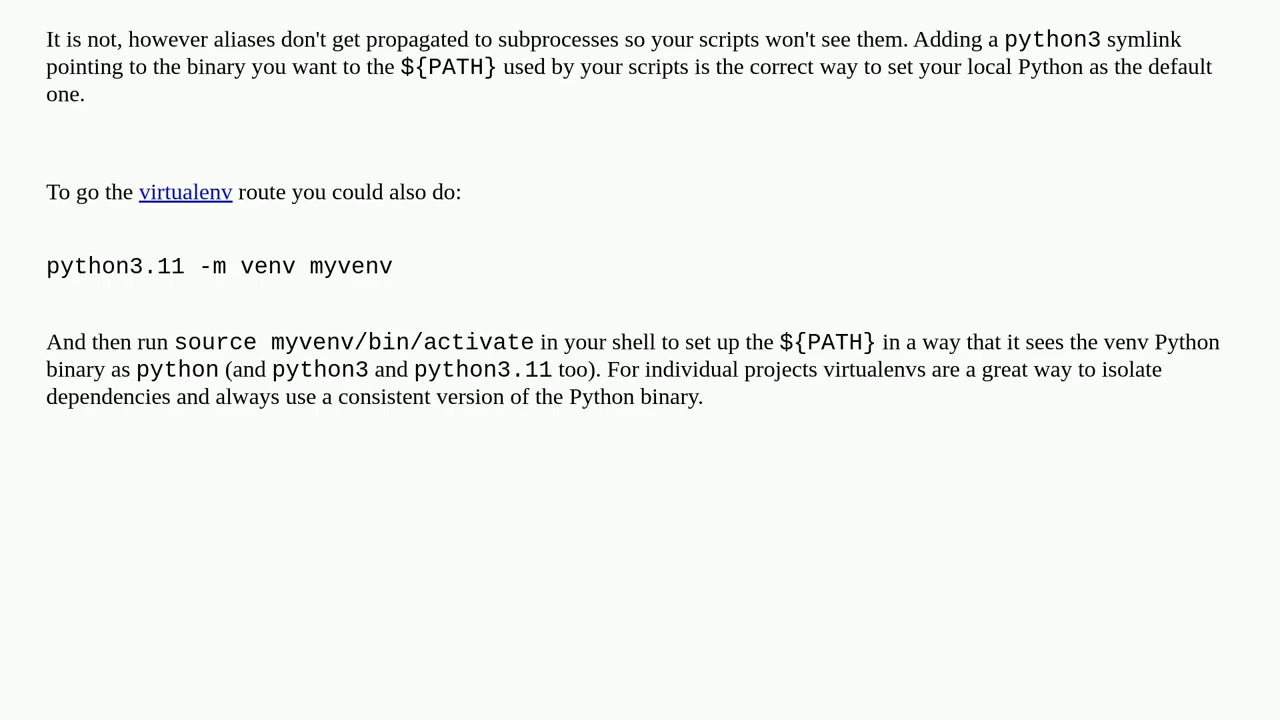 It is not, however aliases don't get propagated to subprocesses so your scripts won't see them. Adding a python3 symlink
pointing to the binary you want to the ${PATH} used by your scripts is the correct way to set your local Python as the default
one.
To go the virtualenv route you could also do:
python3.11 -m venv myvenv
And then run source myvenv/bin/activate in your shell to set up the ${PATH} in a way that it sees the venv Python
binary as python (and python3 and python3.11 too). For individual projects virtualenvs are a great way to isolate
dependencies and always use a consistent version of the Python binary.